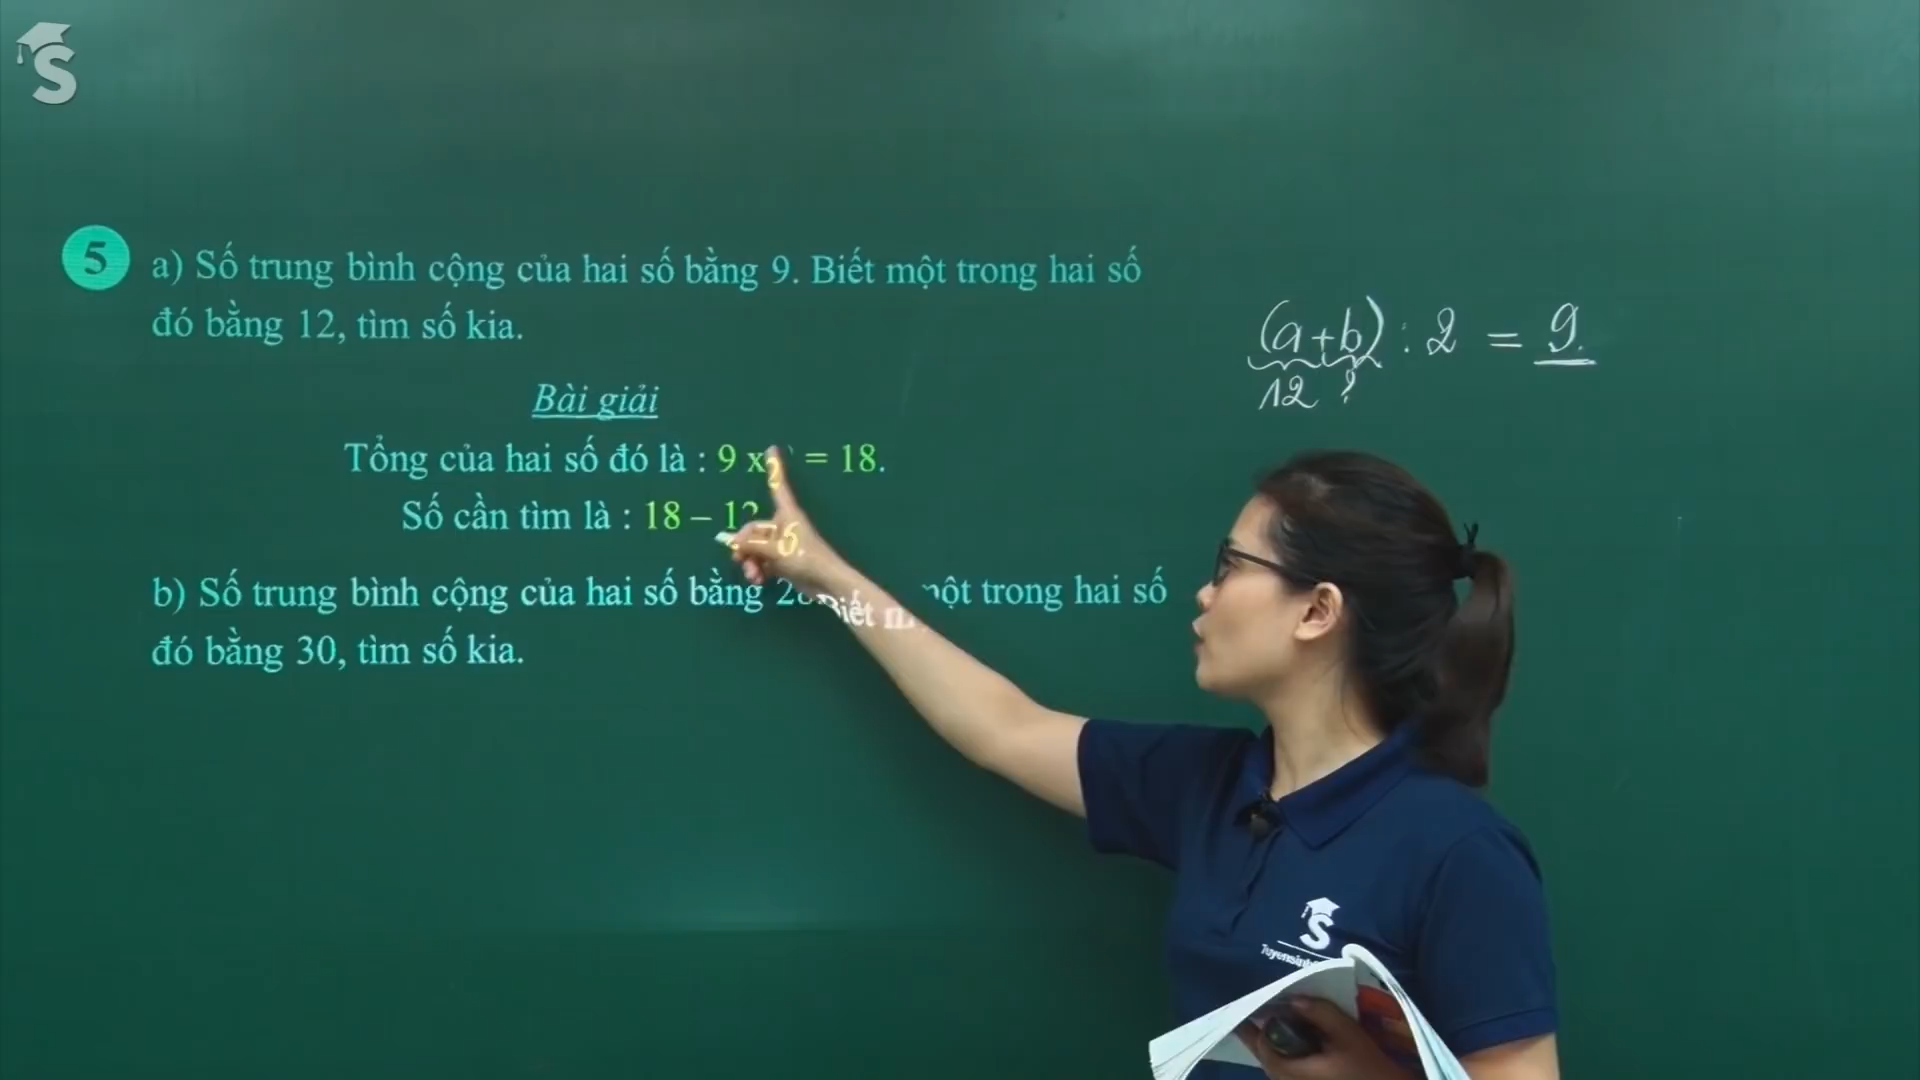 S
5
a) Số trung bình cộng của hai số bằng 9. Biết một trong hai số
đó bằng 12, tìm số kia.
Bài giải
Tổng của hai số đó là : 9 x 2 = 18.
Số cần tìm là : 18 – 12 = 6.
b) Số trung bình cộng của hai số bằng một trong hai số
đó bằng 30, tìm số kia.
(a+b) : 2 = 9.
12 ?
S